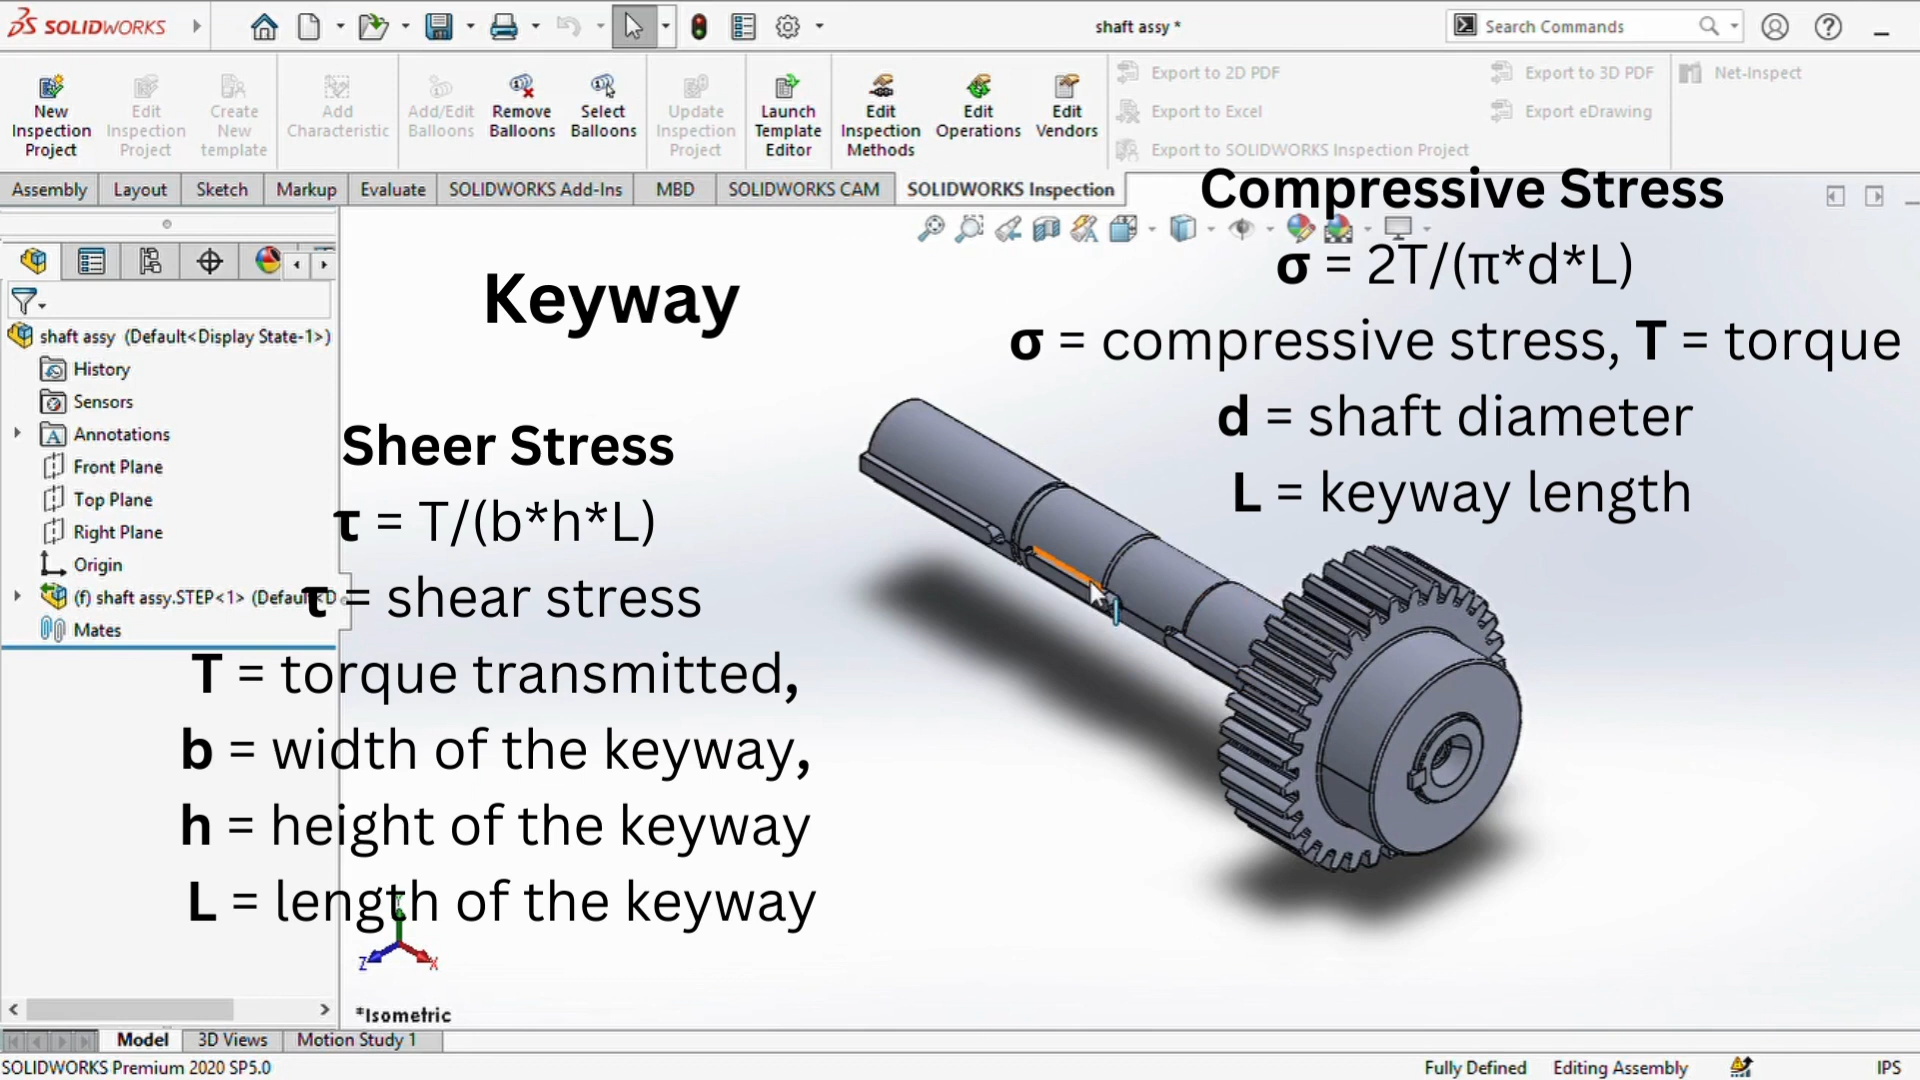 SOLIDWORKS
shaft assy *
Search Commands
New Inspection Project
Edit Inspection Project
Create New template
Add Characteristic
Add/Edit Balloons
Remove Balloons
Select Balloons
Update Inspection Project
Launch Template Editor
Edit Inspection Methods
Edit Operations
Edit Vendors
Export to 2D PDF
Export to Excel
Export to SOLIDWORKS Inspection Project
Export to 3D PDF
Export eDrawing
Net-Inspect
Assembly
Layout
Sketch
Markup
Evaluate
SOLIDWORKS Add-Ins
MBD
SOLIDWORKS CAM
SOLIDWORKS Inspection
shaft assy (Default<Display State-1>)
History
Sensors
Annotations
Front Plane
Top Plane
Right Plane
Origin
(f) shaft assy.STEP<1> (Default<D
Mates
Keyway
Sheer Stress
τ = T/(b*h*L)
τ = shear stress
T = torque transmitted,
b = width of the keyway,
h = height of the keyway
L = length of the keyway
Compressive Stress
σ = 2T/(π*d*L)
σ = compressive stress, T = torque
d = shaft diameter
L = keyway length
Y
Z
X
*Isometric
Model
3D Views
Motion Study 1
SOLIDWORKS Premium 2020 SP5.0
Fully Defined
Editing Assembly
IPS